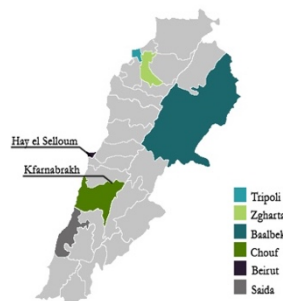 Hay el Selloum
Kfarnabrakh
Tripoli
Zgharta
Baalbek
Chouf
Beirut
Saida